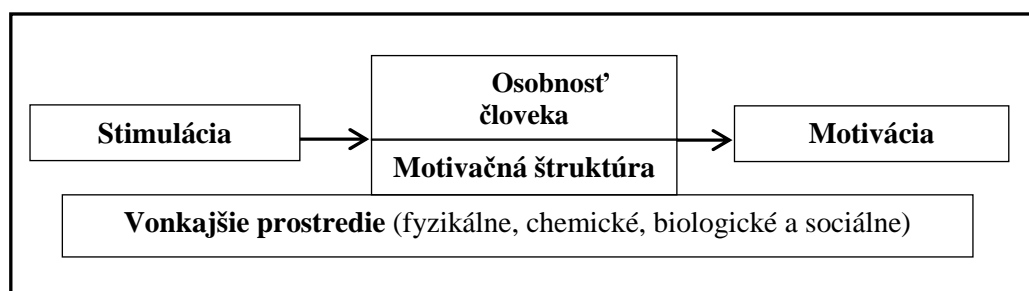 Osobnosť
človeka
Stimulácia
Motivácia
Motivačná štruktúra
Vonkajšie prostredie (fyzikálne, chemické, biologické a sociálne)